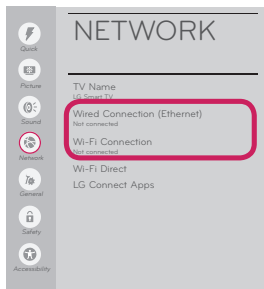 NETWORK
Quick
Picture
Sound
Network
General
Safety
Accessibility
TV Name
LG Smart TV
Wired Connection (Ethernet)
Not connected
Wi-Fi Connection
Not connected
Wi-Fi Direct
LG Connect Apps